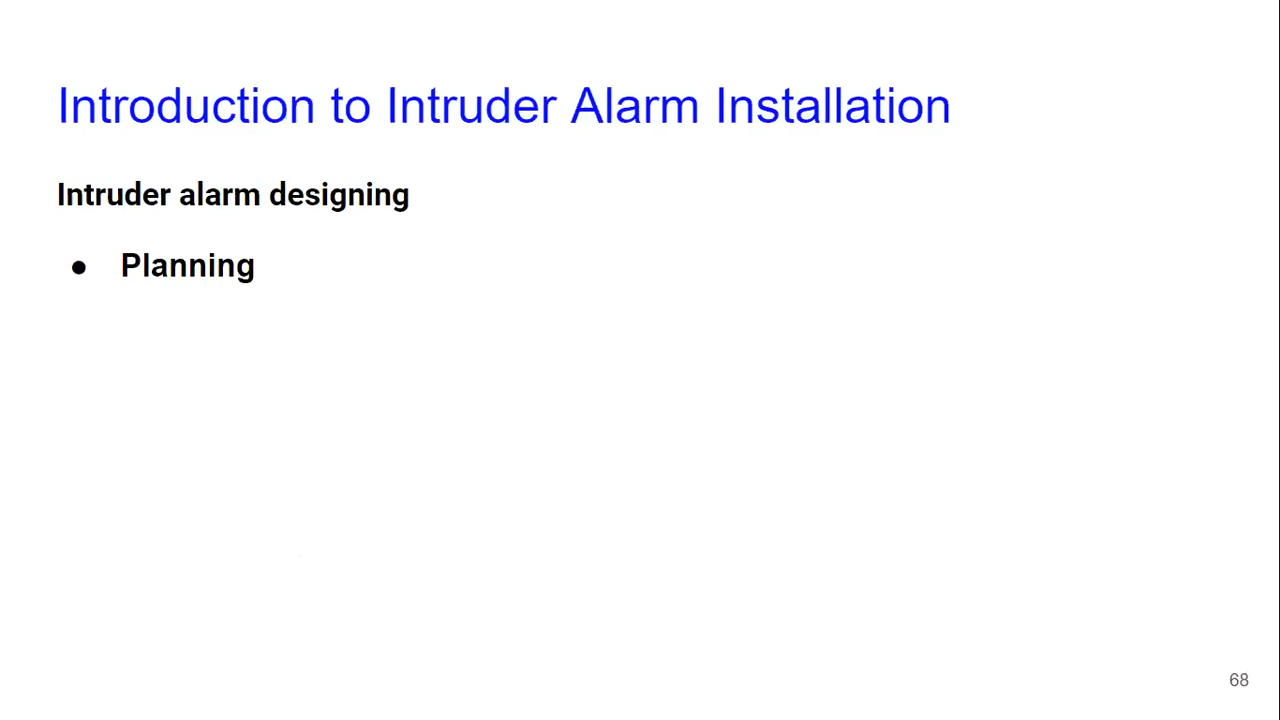 Introduction to Intruder Alarm Installation
Intruder alarm designing
● Planning
68